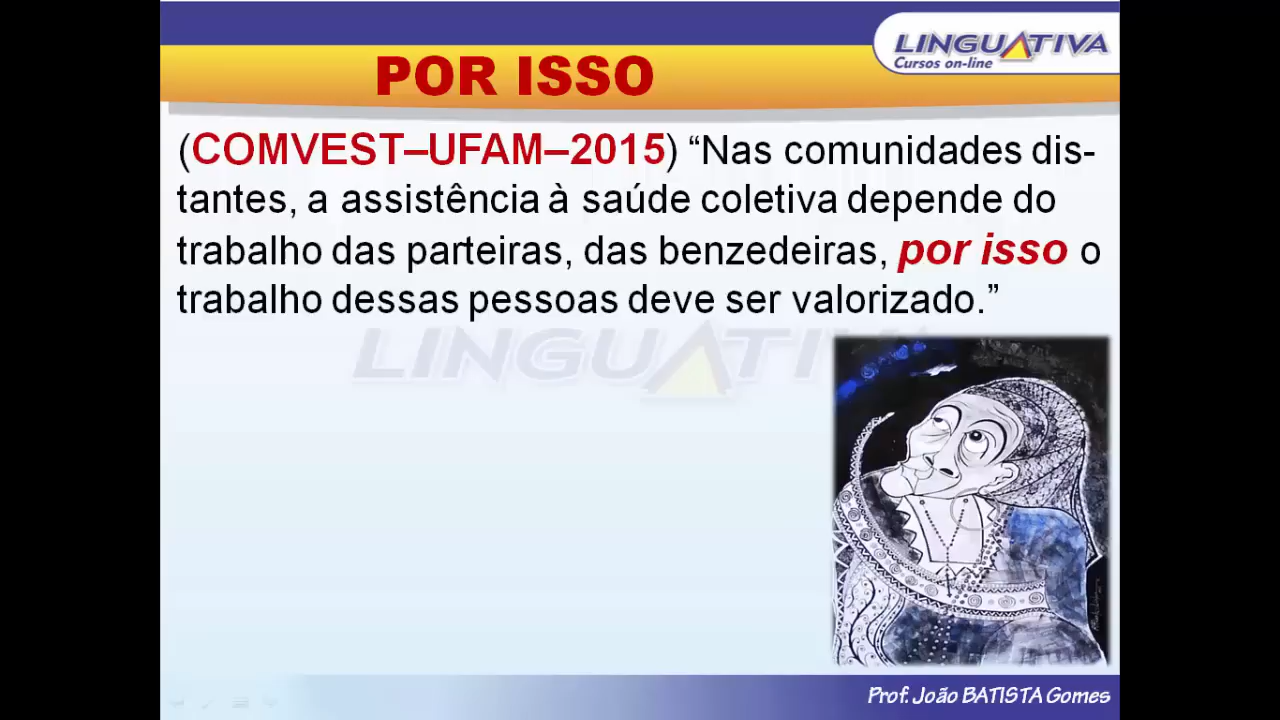 LINGUATIVA
Cursos on-line
POR ISSO
(COMVEST–UFAM–2015) “Nas comunidades dis-
tantes, a assistência à saúde coletiva depende do
trabalho das parteiras, das benzedeiras, por isso o
trabalho dessas pessoas deve ser valorizado.”
LINGUATIVA
Prof. João BATISTA Gomes